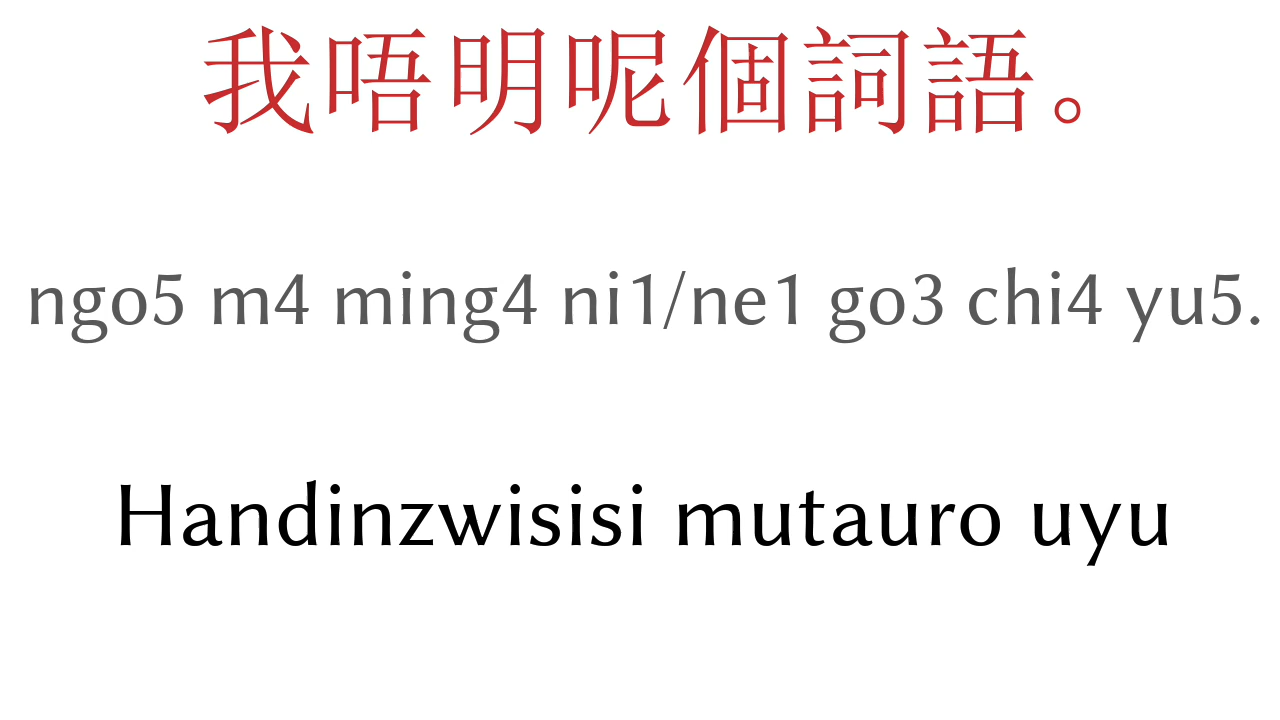 我唔明呢個詞語。
ngo5 m4 ming4 ni1/ne1 go3 chi4 yu5.
Handinzwisisi mutauro uyu